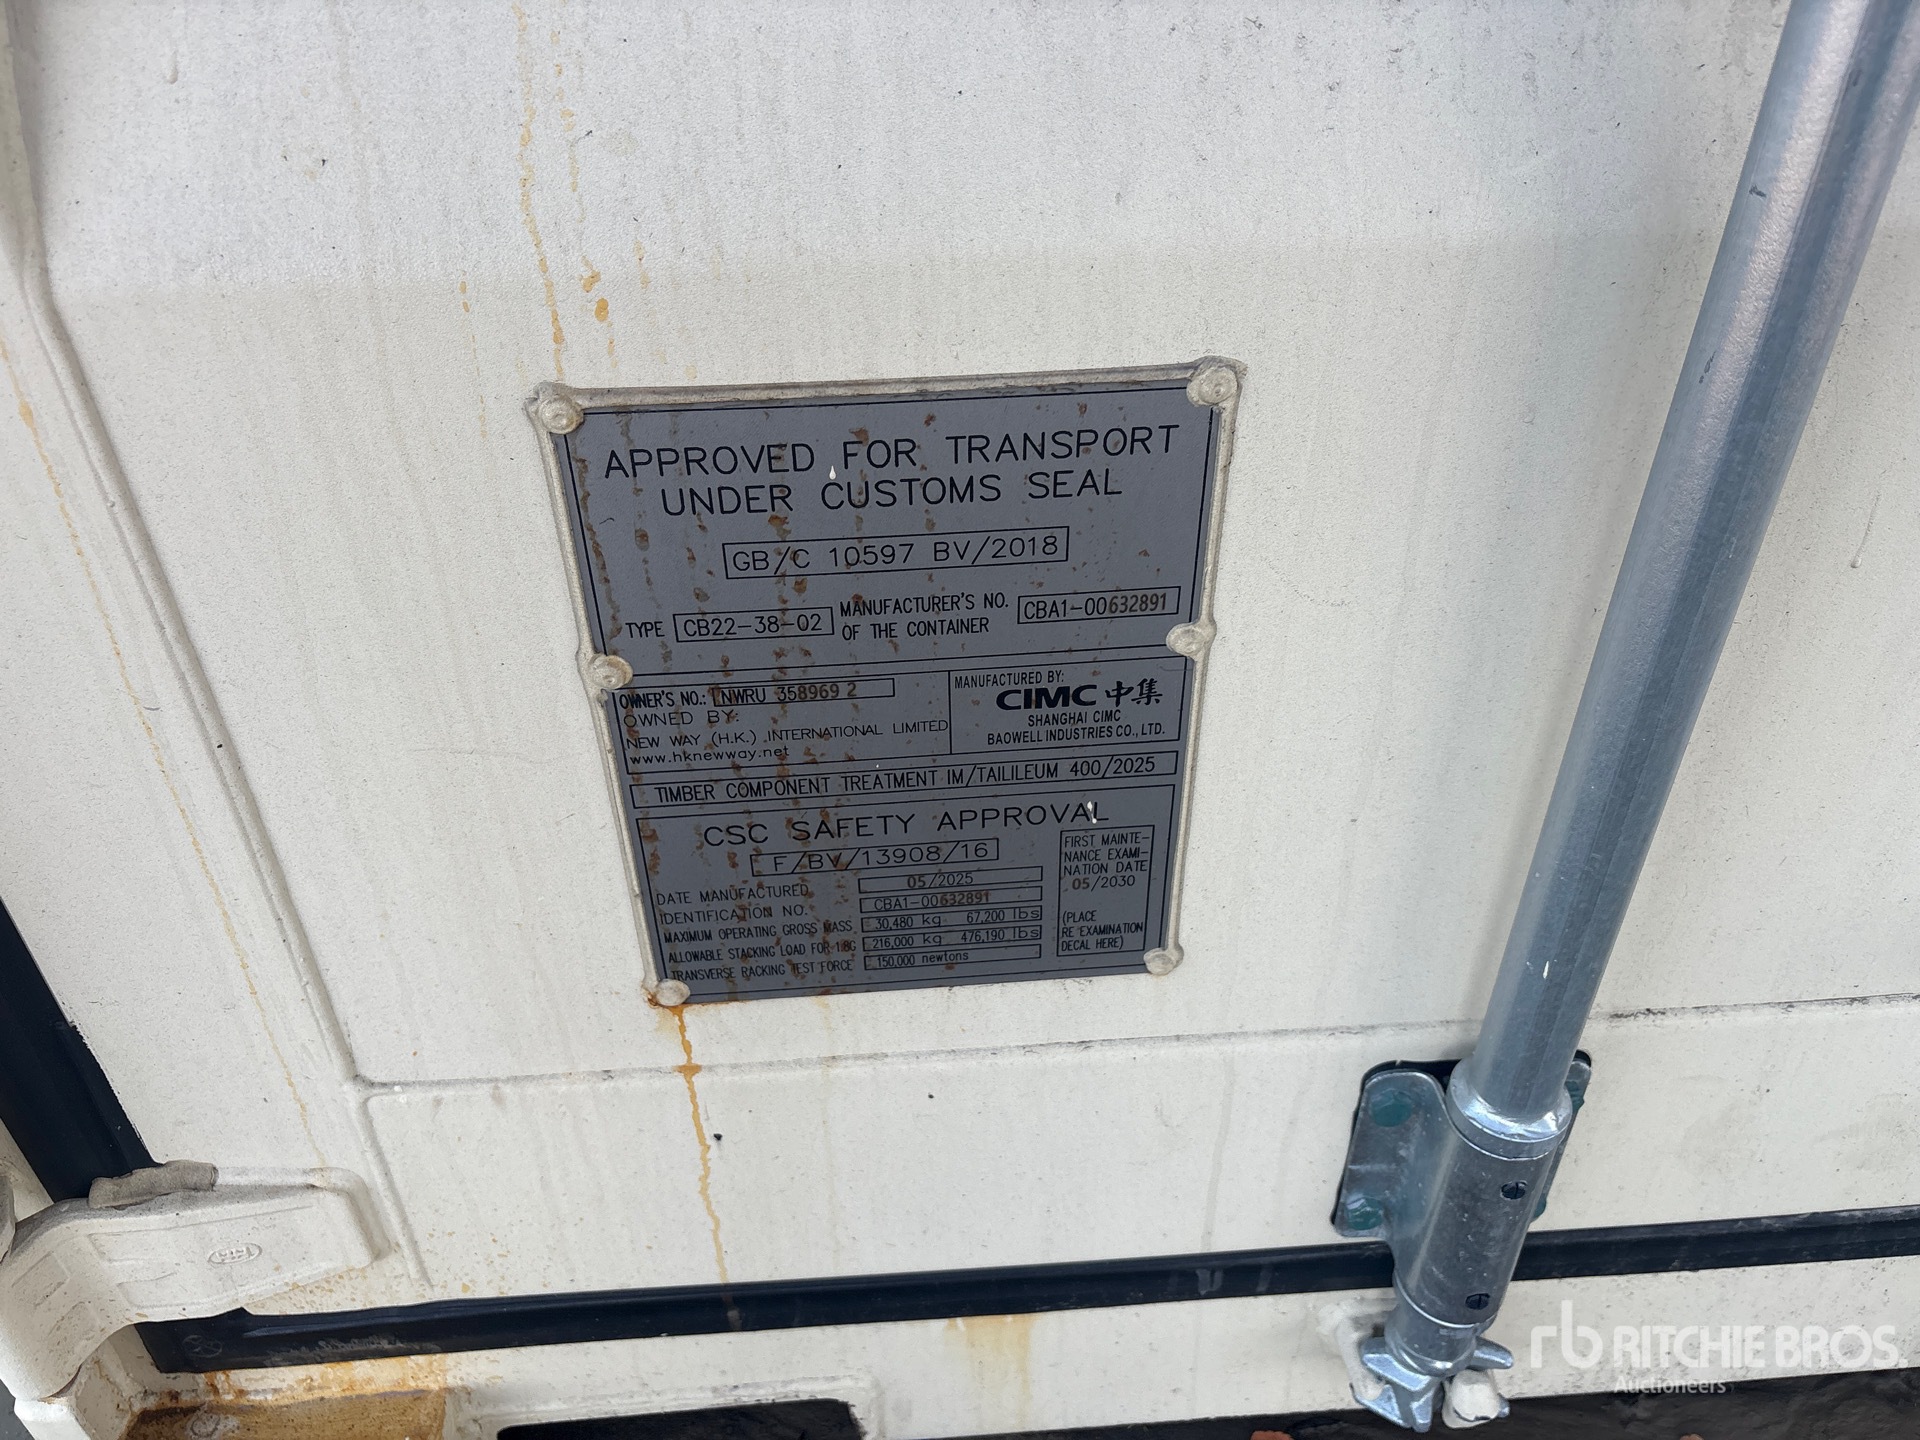 APPROVED FOR TRANSPORT
UNDER CUSTOMS SEAL
GB/C 10597 BV/2018
TYPE CB22-38-02 MANUFACTURER'S NO. OF THE CONTAINER CBA1-00632891
OWNER'S NO.: NWRU 358969 2
OWNED BY:
NEW WAY (H.K.) INTERNATIONAL LIMITED
www.hknewway.net
MANUFACTURED BY:
CIMC 中集
SHANGHAI CIMC
BAOWELL INDUSTRIES CO., LTD.
TIMBER COMPONENT TREATMENT IM/TAILILEUM 400/2025
CSC SAFETY APPROVAL
F/BV/13908/16
DATE MANUFACTURED 05/2025
IDENTIFICATION NO. CBA1-00632891
MAXIMUM OPERATING GROSS MASS 30,480 kg 67,200 lbs
ALLOWABLE STACKING LOAD FOR 1.8G 216,000 kg 476,190 lbs
TRANSVERSE RACKING TEST FORCE 150,000 newtons
FIRST MAINTE-
NANCE EXAMI-
NATION DATE
05/2030
(PLACE
RE EXAMINATION
DECAL HERE)
rb RITCHIE BROS
Auctioneers